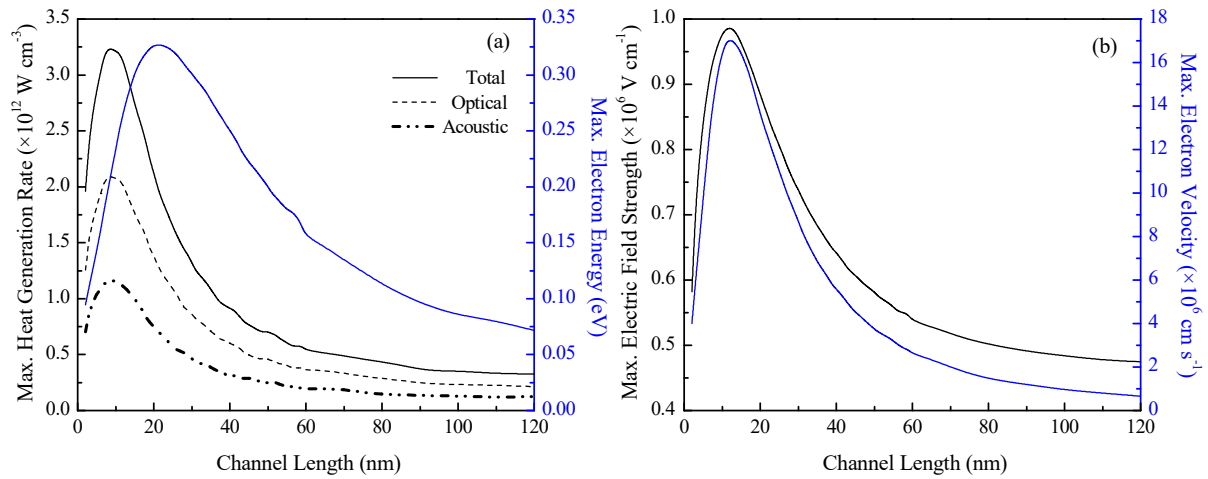 (a)
Total
Optical
Acoustic
Max. Heat Generation Rate (×10¹² W cm⁻³)
3.5
3.0
2.5
2.0
1.5
1.0
0.5
0.0
0.35
0.30
0.25
0.20
0.15
0.10
0.05
0.00
Max. Electron Energy (eV)
0 20 40 60 80 100 120
Channel Length (nm)
(b)
Max. Electric Field Strength (×10⁶ V cm⁻¹)
1.0
0.9
0.8
0.7
0.6
0.5
0.4
18
16
14
12
10
8
6
4
2
0
Max. Electron Velocity (×10⁶ cm s⁻¹)
0 20 40 60 80 100 120
Channel Length (nm)